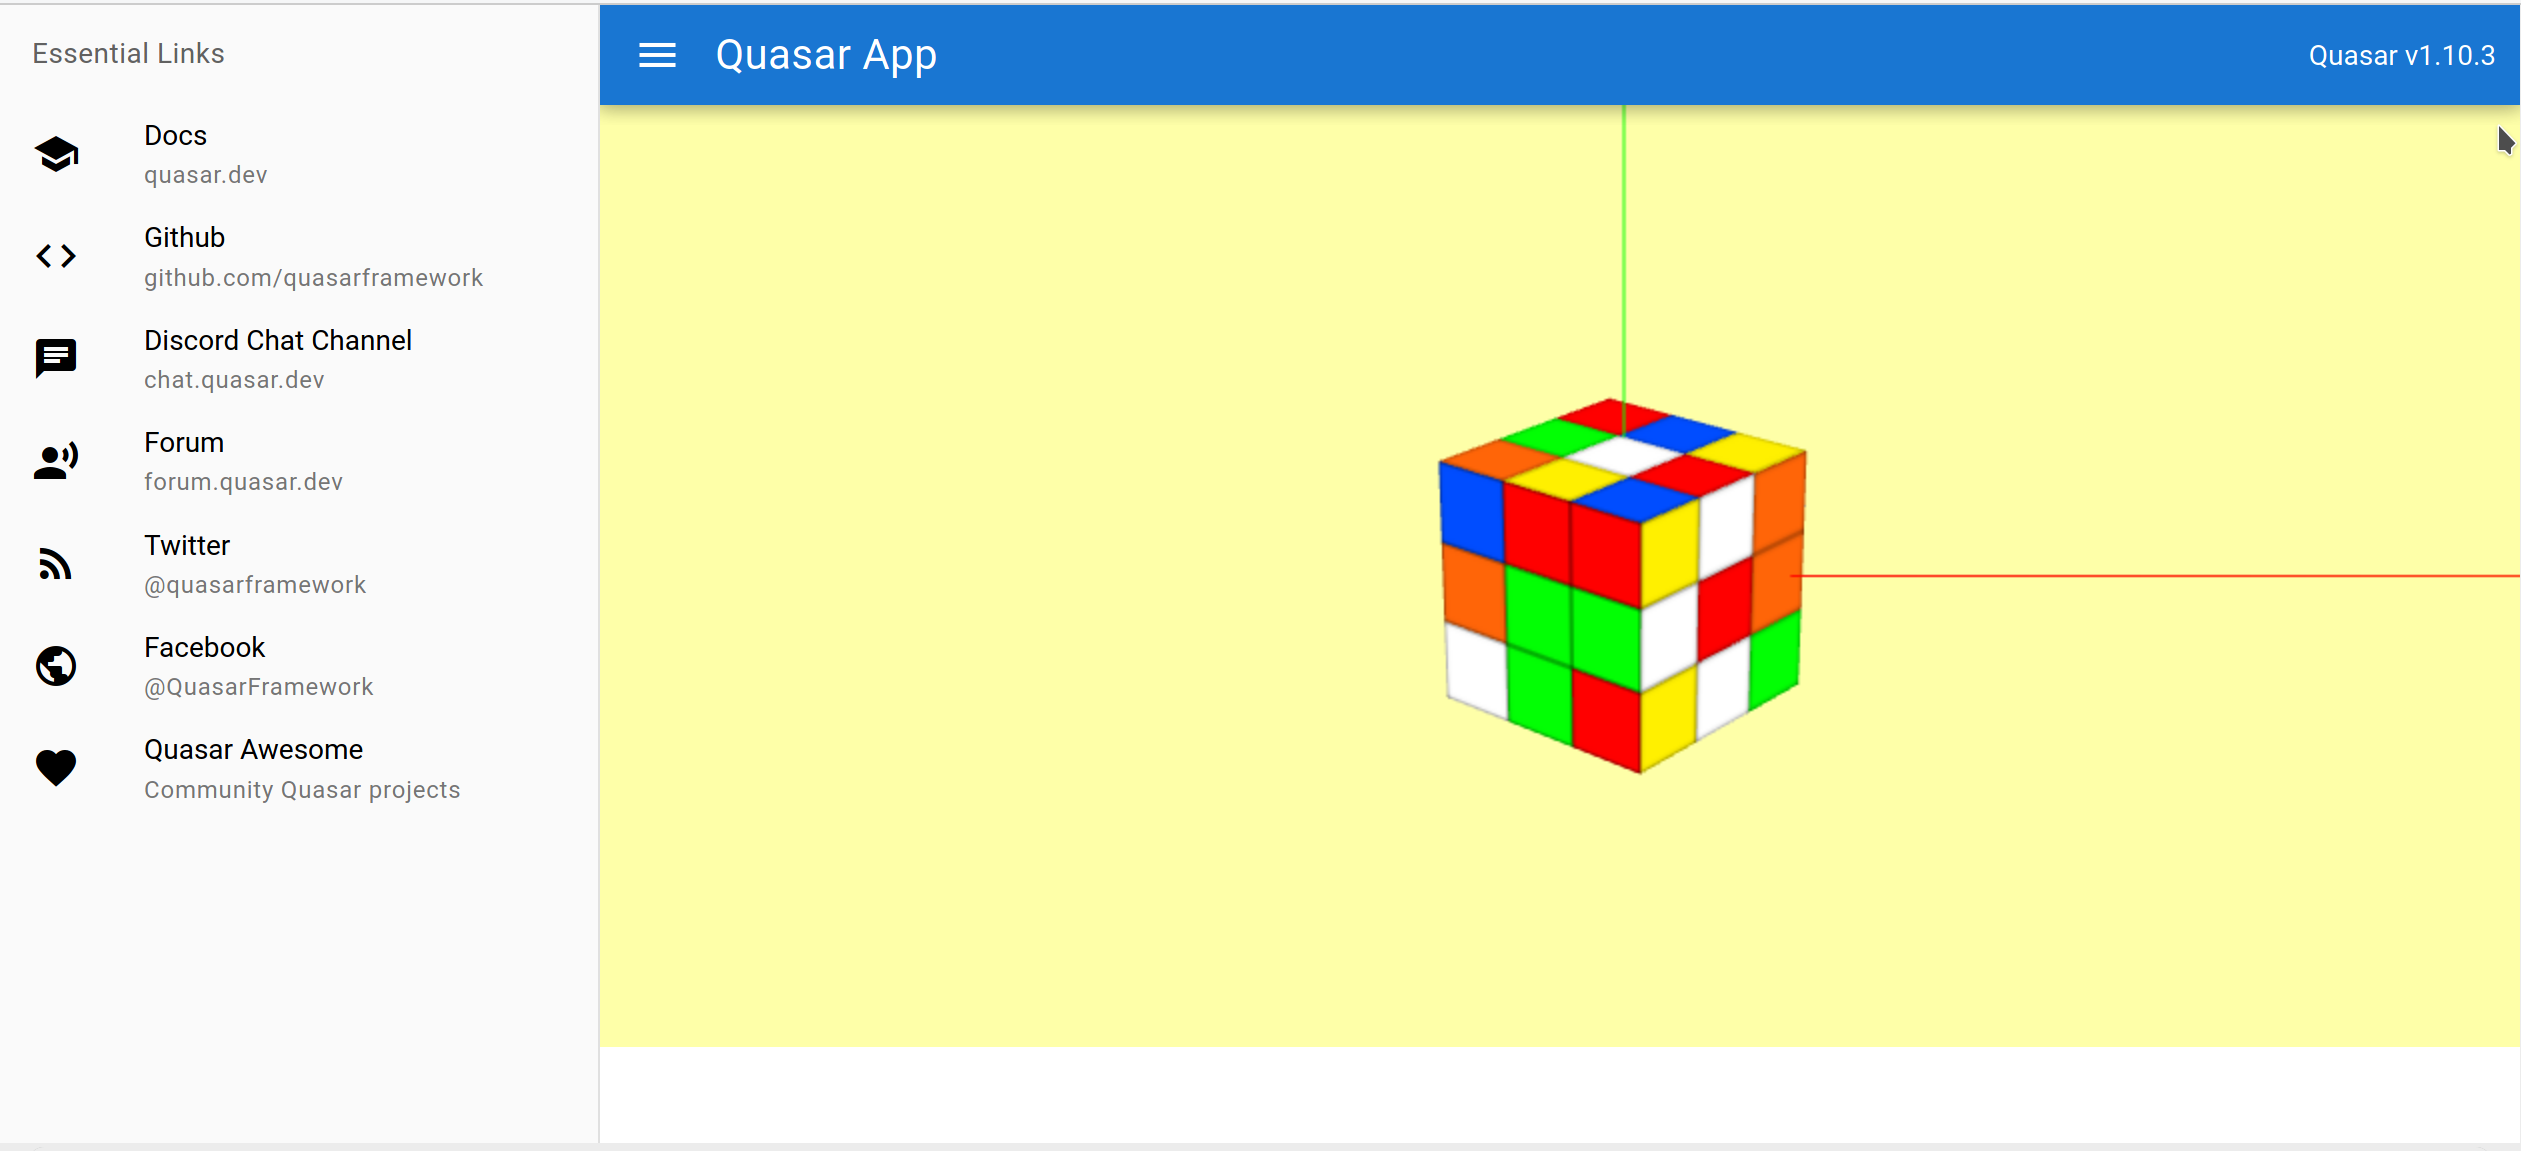 Essential Links
Quasar App
Quasar v1.10.3
Docs
quasar.dev
Github
github.com/quasarframework
Discord Chat Channel
chat.quasar.dev
Forum
forum.quasar.dev
Twitter
@quasarframework
Facebook
@QuasarFramework
Quasar Awesome
Community Quasar projects